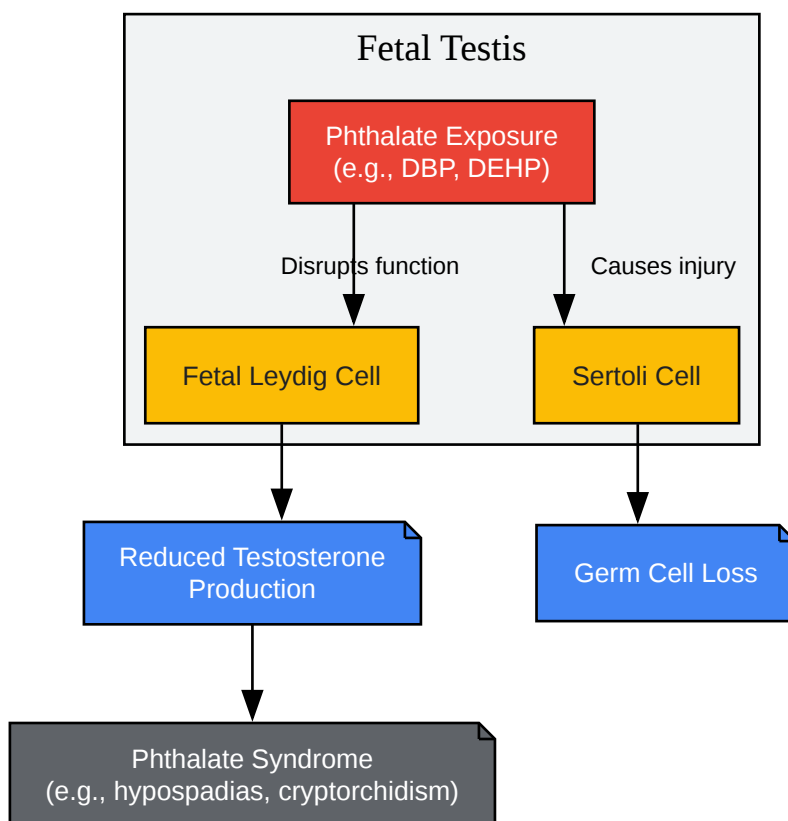 Fetal Testis
Phthalate Exposure
(e.g., DBP, DEHP)
Disrupts function
Causes injury
Fetal Leydig Cell
Sertoli Cell
Reduced Testosterone
Production
Germ Cell Loss
Phthalate Syndrome
(e.g., hypospadias, cryptorchidism)